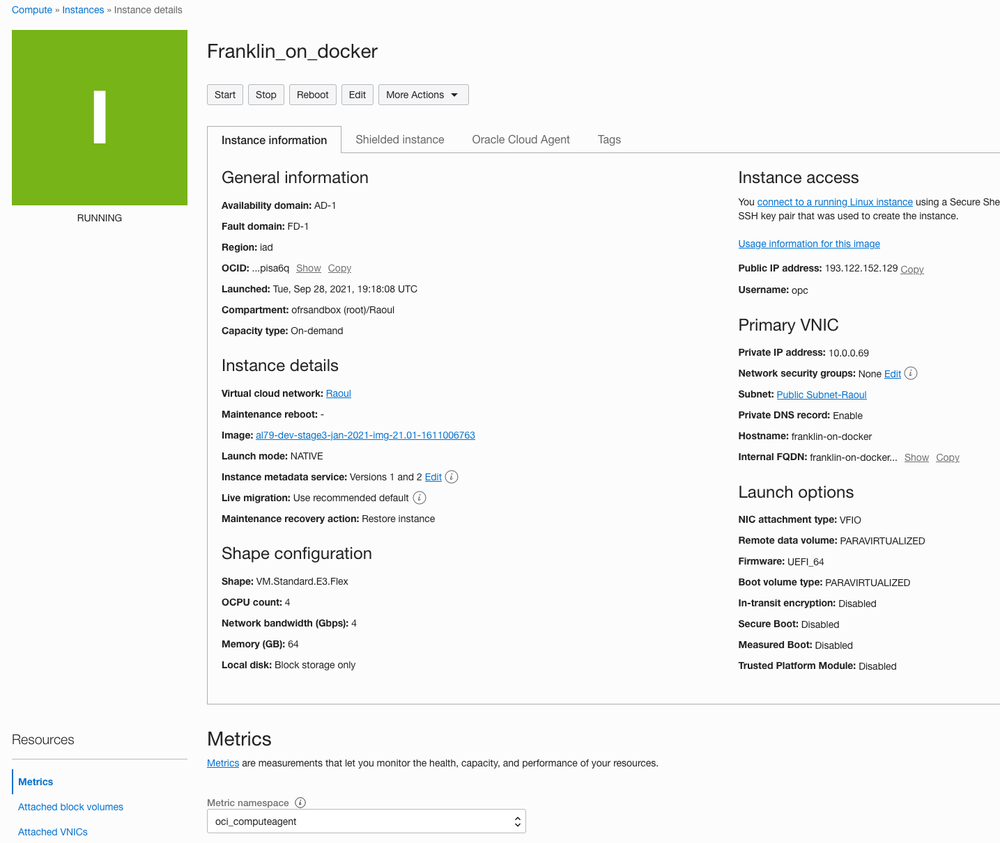 Compute » Instances » Instance details
I
RUNNING
Franklin_on_docker
Start Stop Reboot Edit More Actions
Instance information Shielded instance Oracle Cloud Agent Tags
General information
Availability domain: AD-1
Fault domain: FD-1
Region: iad
OCID: ...pisa6q Show Copy
Launched: Tue, Sep 28, 2021, 19:18:08 UTC
Compartment: ofrsandbox (root)/Raoul
Capacity type: On-demand
Instance details
Virtual cloud network: Raoul
Maintenance reboot: -
Image: al79-dev-stage3-jan-2021-img-21.01-1611006763
Launch mode: NATIVE
Instance metadata service: Versions 1 and 2 Edit i
Live migration: Use recommended default i
Maintenance recovery action: Restore instance
Shape configuration
Shape: VM.Standard.E3.Flex
OCPU count: 4
Network bandwidth (Gbps): 4
Memory (GB): 64
Local disk: Block storage only
Instance access
You connect to a running Linux instance using a Secure She
SSH key pair that was used to create the instance.
Usage information for this image
Public IP address: 193.122.152.129 Copy
Username: opc
Primary VNIC
Private IP address: 10.0.0.69
Network security groups: None Edit i
Subnet: Public Subnet-Raoul
Private DNS record: Enable
Hostname: franklin-on-docker
Internal FQDN: franklin-on-docker... Show Copy
Launch options
NIC attachment type: VFIO
Remote data volume: PARAVIRTUALIZED
Firmware: UEFI_64
Boot volume type: PARAVIRTUALIZED
In-transit encryption: Disabled
Secure Boot: Disabled
Measured Boot: Disabled
Trusted Platform Module: Disabled
Resources
Metrics
Attached block volumes
Attached VNICs
Metrics
Metrics are measurements that let you monitor the health, capacity, and performance of your resources.
Metric namespace i
oci_computeagent